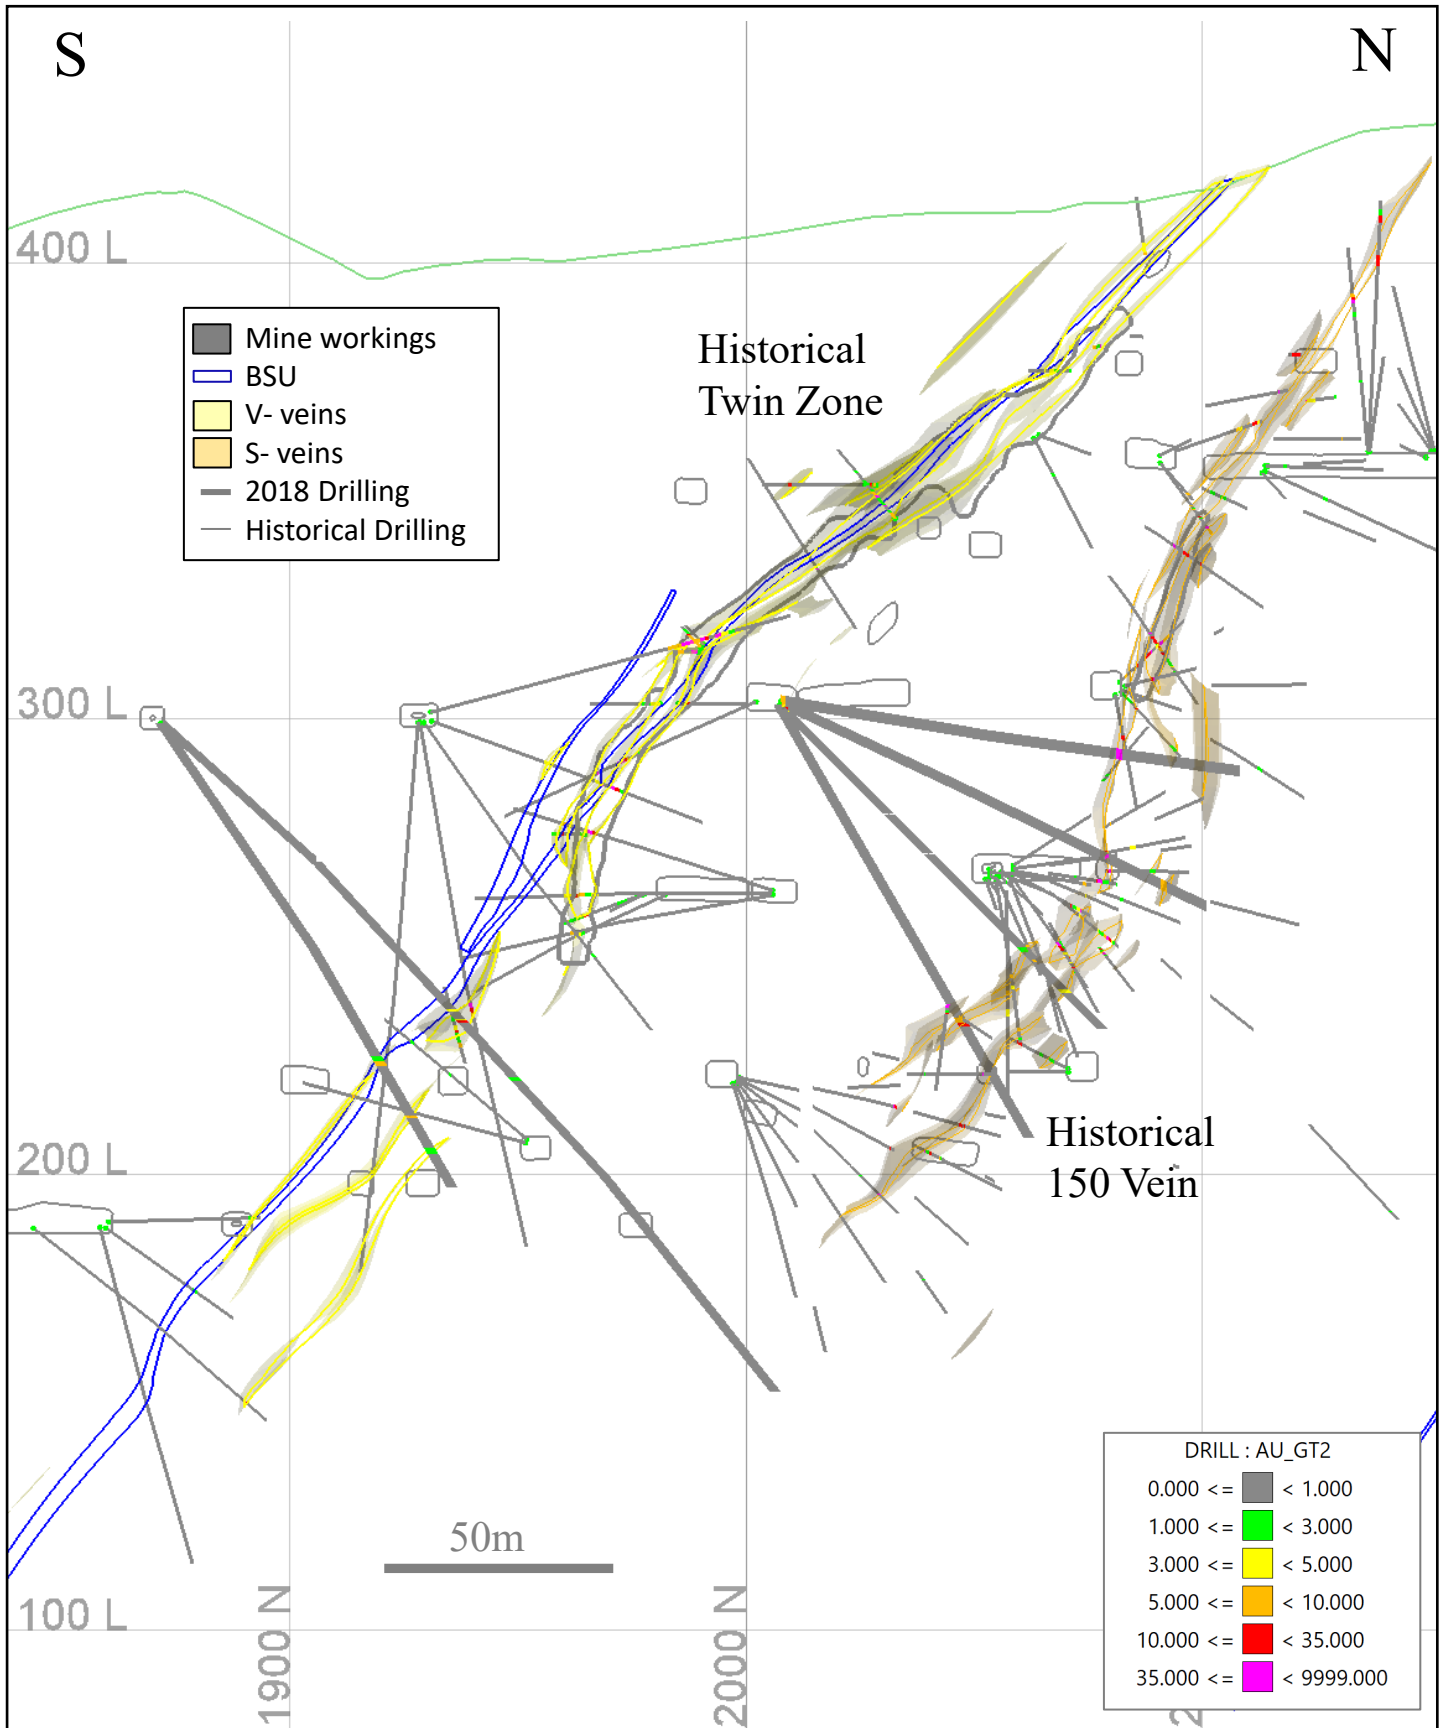 S
N
400 L
Mine workings
BSU
V- veins
S- veins
2018 Drilling
Historical Drilling
Historical
Twin Zone
300 L
200 L
Historical
150 Vein
50m
100 L
1900 N
2000 N
DRILL : AU_GT2
0.000 <= < 1.000
1.000 <= < 3.000
3.000 <= < 5.000
5.000 <= < 10.000
10.000 <= < 35.000
35.000 <= < 9999.000